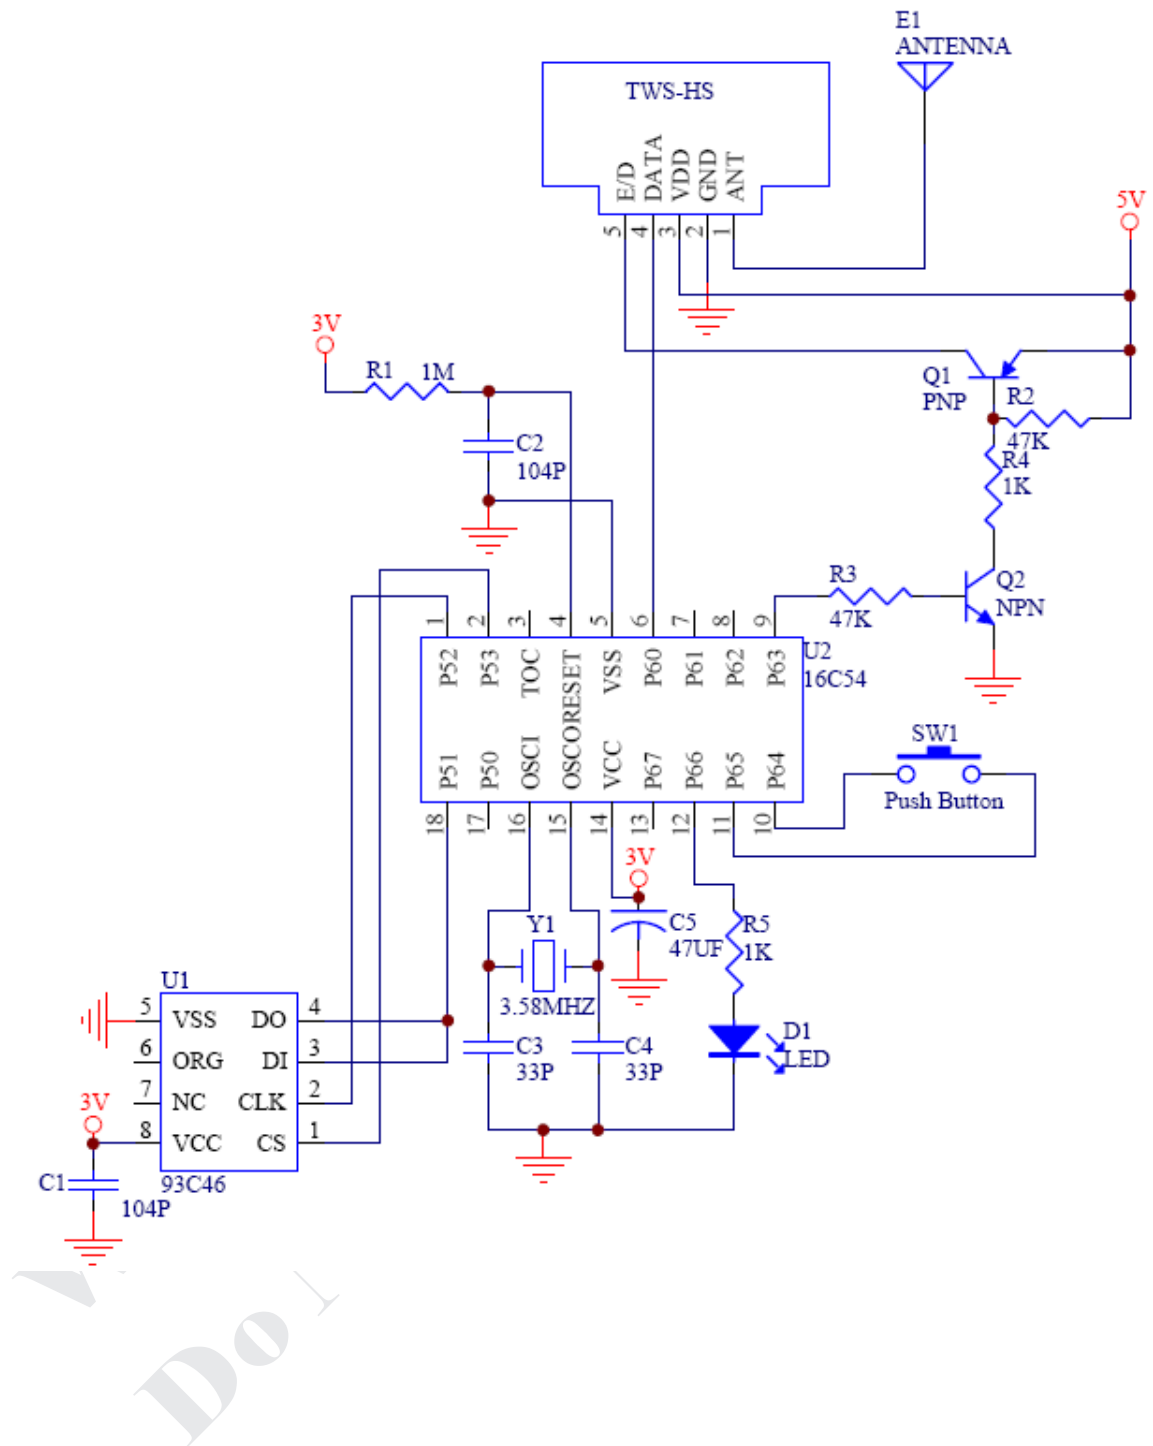 E1
ANTENNA
TWS-HS
E/D
DATA
VDD
GND
ANT
5
4
3
2
1
5V
3V
R1 1M
Q1
PNP
R2
47K
C2
104P
R4
1K
R3
47K
Q2
NPN
1
2
3
4
5
6
7
8
9
P52
P53
TOC
OSCORESET
VSS
P60
P61
P62
P63
U2
16C54
P51
P50
OSCI
VCC
P67
P66
P65
P64
18
17
16
15
14
13
12
11
10
SW1
Push Button
3V
Y1
3.58MHZ
C5
47UF
R5
1K
U1
5 VSS DO 4
6 ORG DI 3
7 NC CLK 2
8 VCC CS 1
93C46
3V
C1
104P
C3
33P
C4
33P
D1
LED
Do